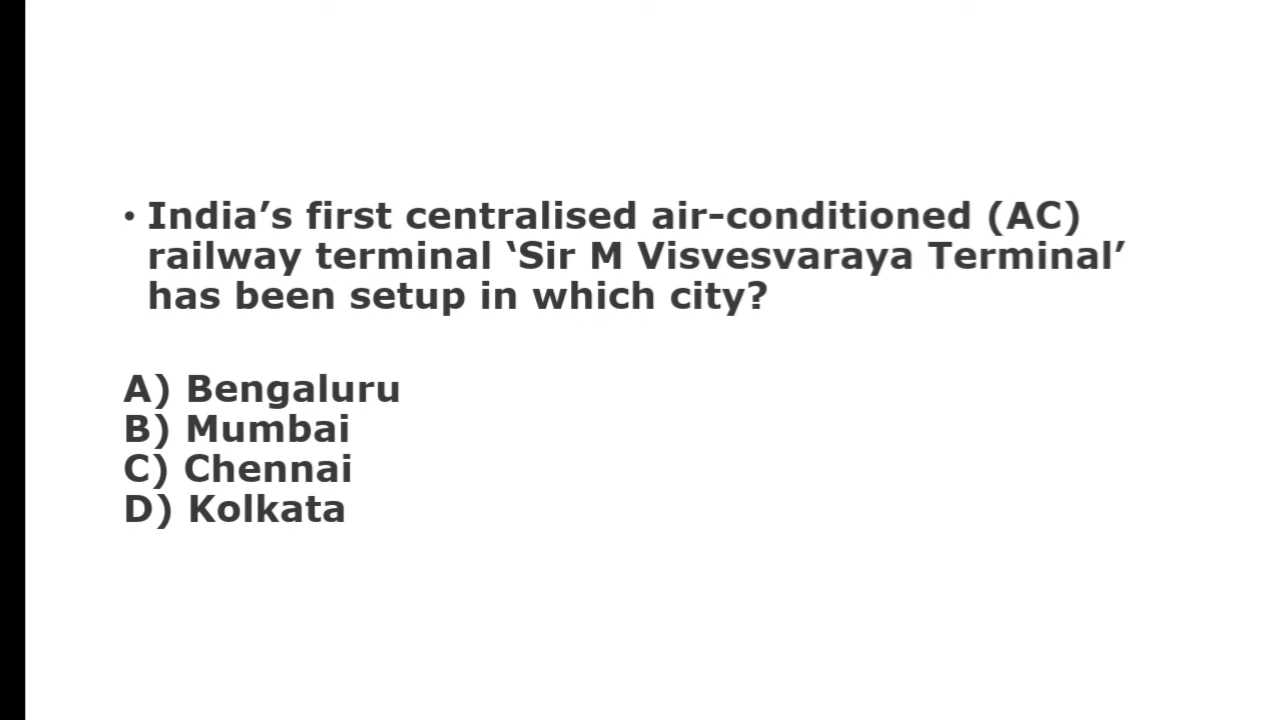 • India’s first centralised air-conditioned (AC)
railway terminal ‘Sir M Visvesvaraya Terminal’
has been setup in which city?
A) Bengaluru
B) Mumbai
C) Chennai
D) Kolkata